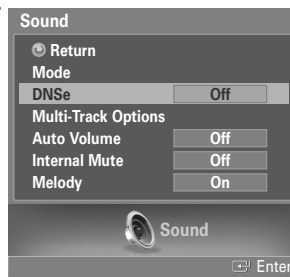 Sound
Return
Mode
DNSe Off
Multi-Track Options
Auto Volume Off
Internal Mute Off
Melody On
Sound
Enter